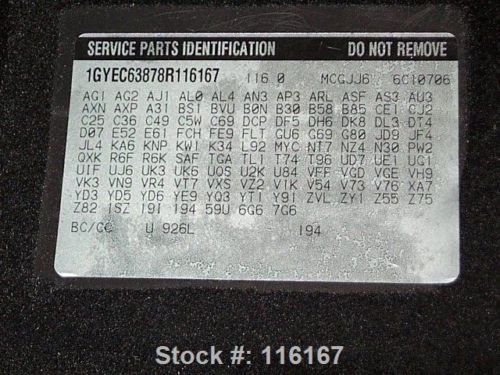 SERVICE PARTS IDENTIFICATION DO NOT REMOVE
1GYEC63878R116167 116.0 MCGJJ6 6C10706
AG1 AG2 AJ1 AL0 AL4 AN3 AP3 ARL ASF AS3 AU3
AXN AXP A31 BS1 BVU B0N B30 B58 B85 CE1 CJ2
C25 C36 C49 C5W C69 DCP DF5 DH6 DK8 DL3 DT4
D07 E52 E61 FCH FE9 FLT GU6 G69 G80 JD9 JF4
JL4 KA6 KNP KW1 K34 L92 MYC NT7 NZ4 N30 PW2
QXK R6F R6K SAF TGA TL1 T74 T96 UD7 UE1 UG1
U1F UJ6 UK3 UK6 UQS U2K U84 VFF VGD VGE VH9
VK3 VN9 VR4 VT7 VXS VZ2 V1K V54 V73 V76 XA7
YD3 YD5 YD6 YE9 YQ3 YT1 Y91 ZVL ZY1 Z55 Z75
Z82 1SZ 191 194 59U 6G6 7G6
BC/CC U 926L 194
Stock #: 116167